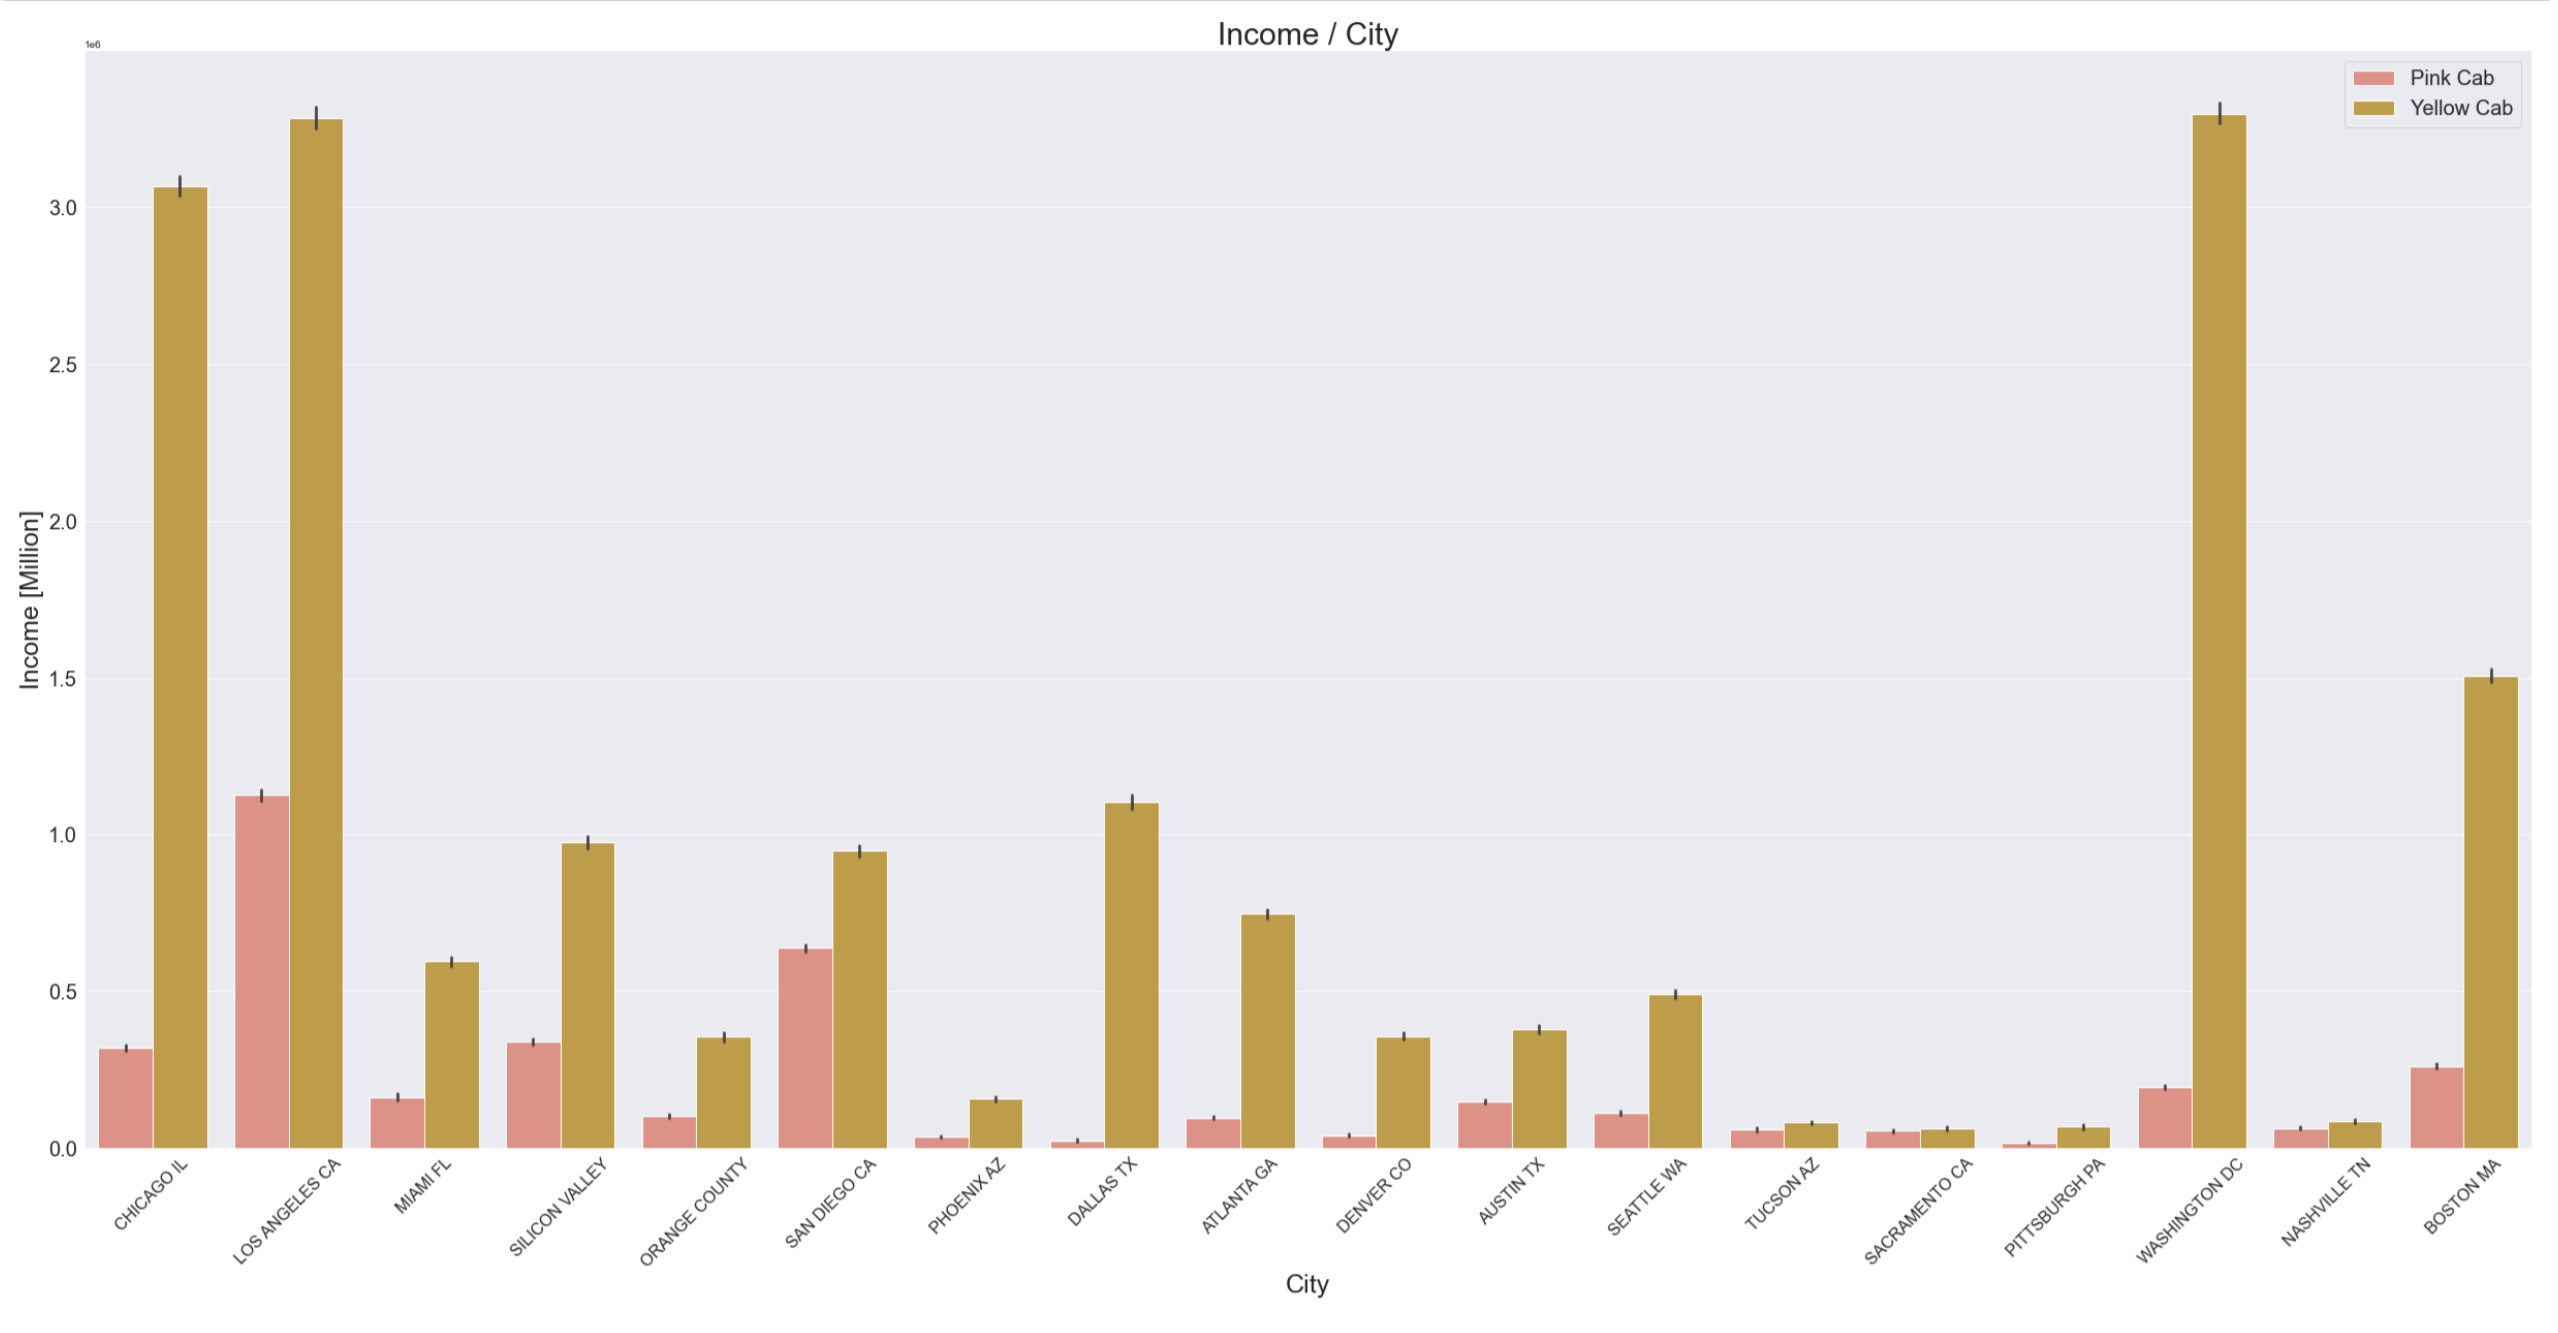 Income / City
1e6
Pink Cab
Yellow Cab
Income [Million]
3.0
2.5
2.0
1.5
1.0
0.5
0.0
CHICAGO IL
LOS ANGELES CA
MIAMI FL
SILICON VALLEY
ORANGE COUNTY
SAN DIEGO CA
PHOENIX AZ
DALLAS TX
ATLANTA GA
DENVER CO
AUSTIN TX
SEATTLE WA
TUCSON AZ
SACRAMENTO CA
PITTSBURGH PA
WASHINGTON DC
NASHVILLE TN
BOSTON MA
City